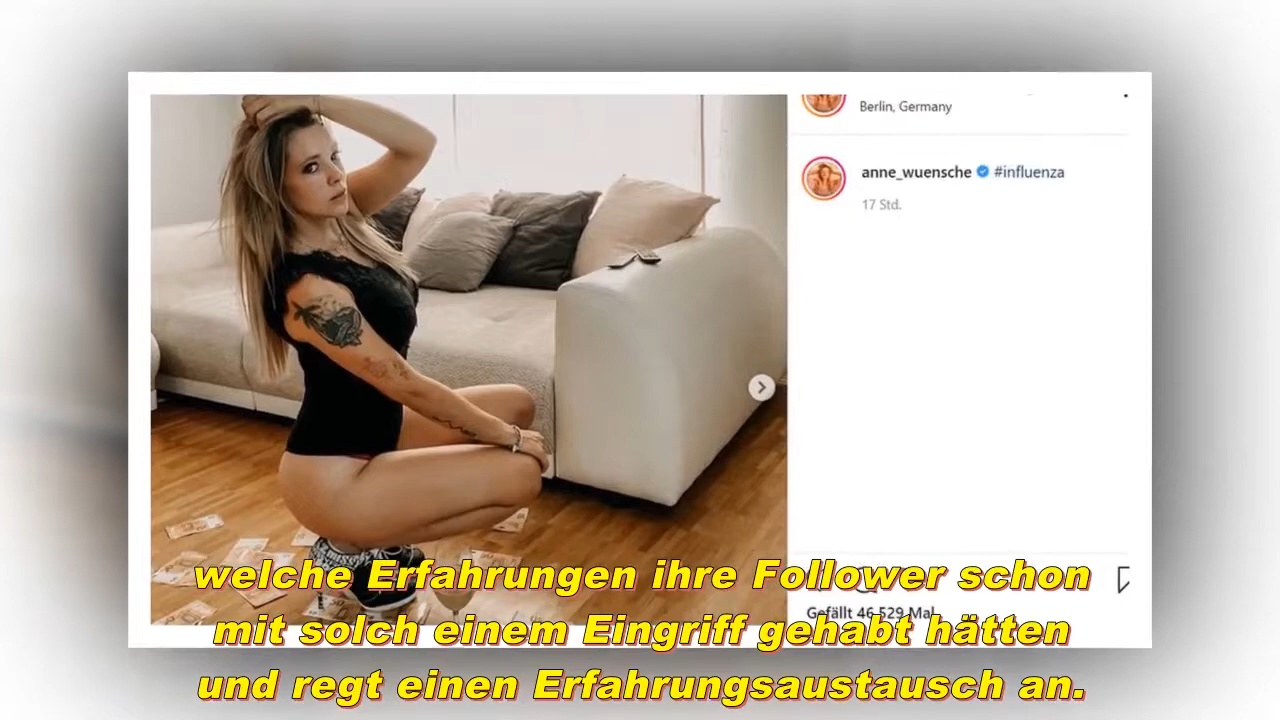 Berlin, Germany
anne_wuensche #influenza
17 Std.
Gefällt 46.529 Mal
welche Erfahrungen ihre Follower schon
mit solch einem Eingriff gehabt hätten
und regt einen Erfahrungsaustausch an.